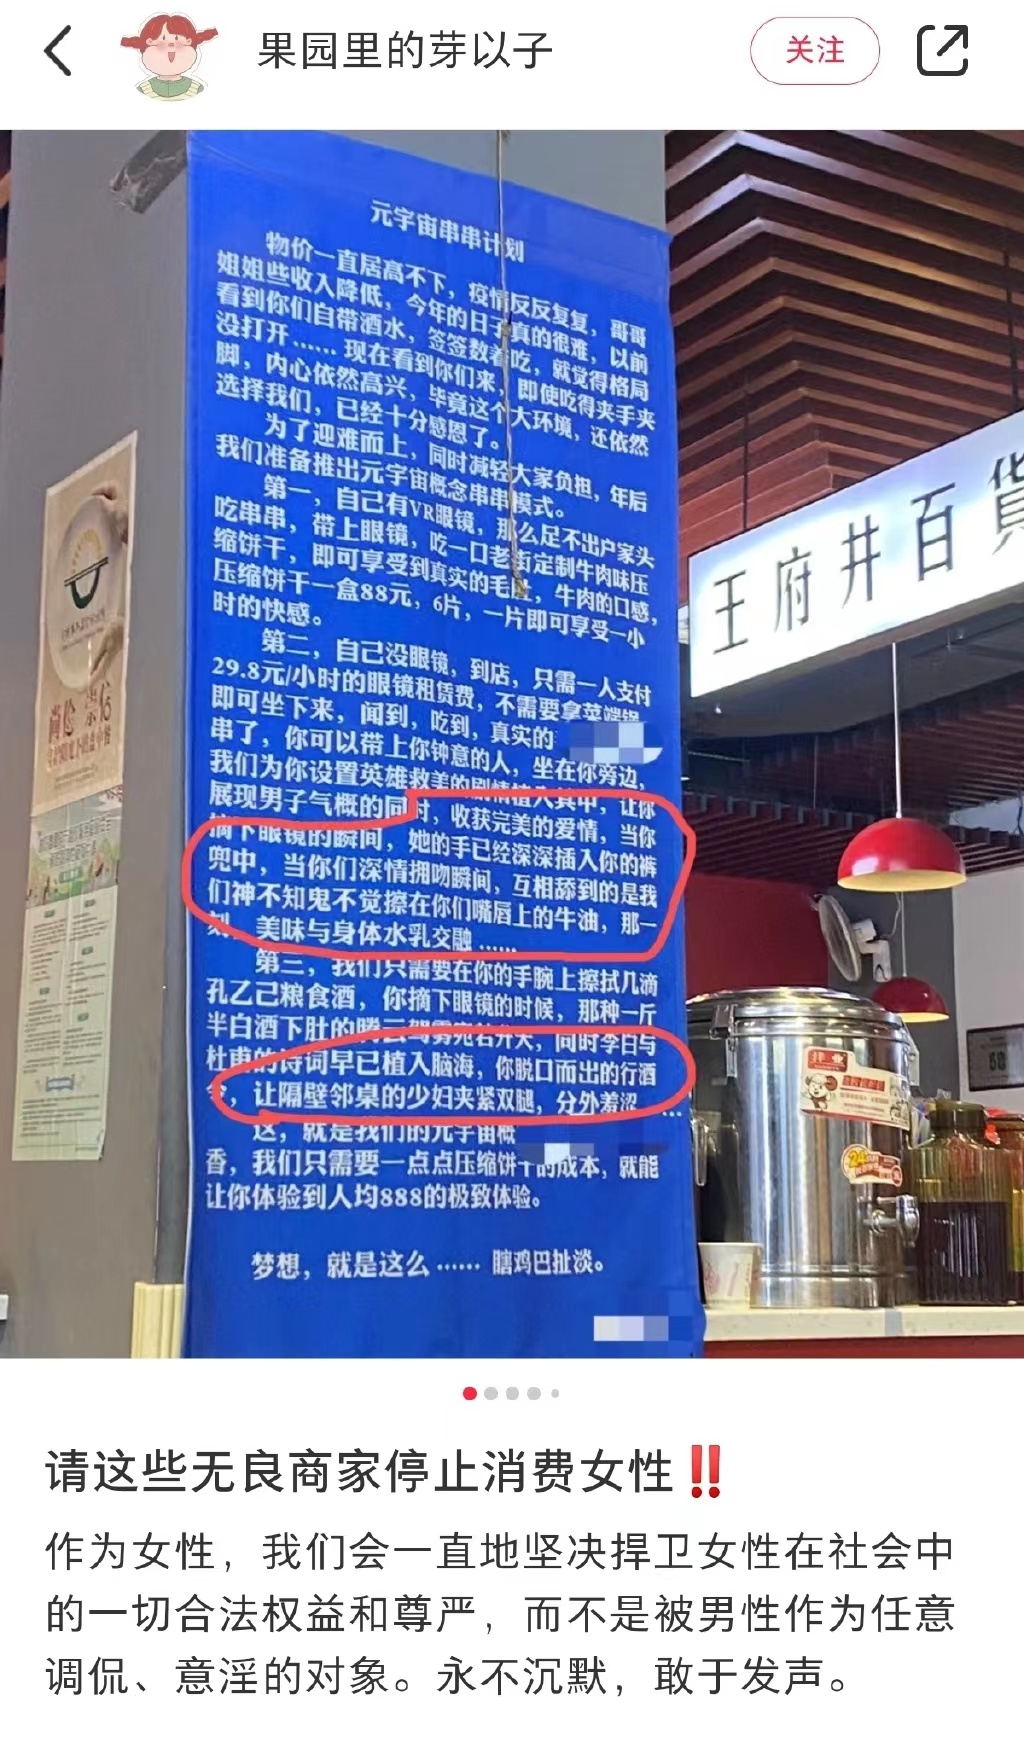 果园里的芽以子
关注
元宇宙串串计划
物价一直居高不下，疫情反反复复，哥哥
姐姐些收入降低，今年的日子真的很难，以前
看到你们自带酒水，签签数着吃，就觉得格局
没打开……现在看到你们来，即使吃得夹手夹
脚，内心依然高兴，毕竟这个大环境，还依然
选择我们，已经十分感恩了。
为了迎难而上，同时减轻大家负担，年后
我们准备推出元宇宙概念串串模式。
第一，自己有VR眼镜，那么足不出户家头
吃串串，带上眼镜，吃一口老街定制牛肉味压
缩饼干，即可享受到真实的毛肚，牛肉的口感，
压缩饼干一盒88元，6片，一片即可享受一小
时的快感。
第二，自己没眼镜，到店，只需一人支付
29.8元/小时的眼镜租赁费，不需要拿菜端锅
即可坐下来，闻到，吃到，真实的
串了，你可以带上你钟意的人，坐在你旁边，
我们为你设置英雄救美的剧情植入其中，让你
展现男子气概的同时，收获完美的爱情，当你
摘下眼镜的瞬间，她的手已经深深插入你的裤
兜中，当你们深情拥吻瞬间，互相舔到的是我
们神不知鬼不觉擦在你们嘴唇上的牛油，那一
刻，美味与身体水乳交融……
第三，我们只需要在你的手腕上擦拭几滴
孔乙己粮食酒，你摘下眼镜的时候，那种一斤
半白酒下肚的腾云驾雾宛若升天，同时李白与
杜甫的诗词早已植入脑海，你脱口而出的行酒
令，让隔壁邻桌的少妇夹紧双腿，分外羞涩……
这，就是我们的元宇宙概
香，我们只需要一点点压缩饼干的成本，就能
让你体验到人均888的极致体验。
梦想，就是这么……瞎鸡巴扯淡。
王府井百貨
请这些无良商家停止消费女性‼️
作为女性，我们会一直地坚决捍卫女性在社会中
的一切合法权益和尊严，而不是被男性作为任意
调侃、意淫的对象。永不沉默，敢于发声。